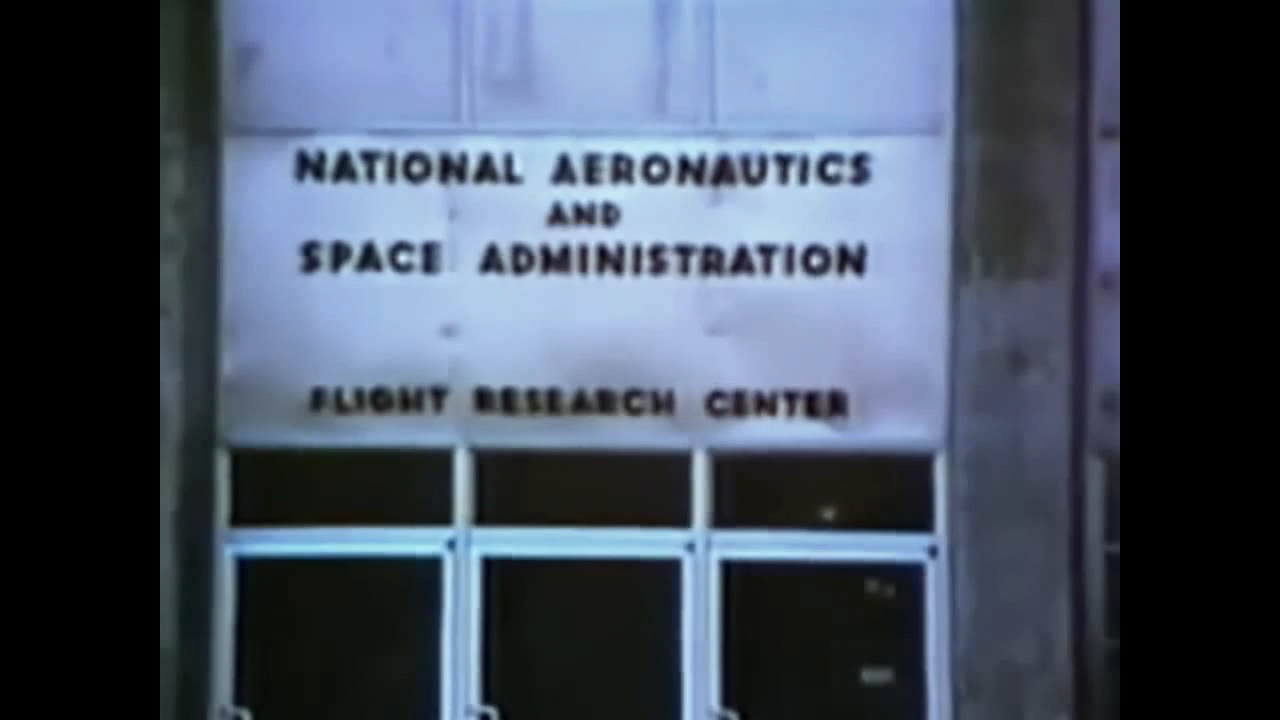 NATIONAL AERONAUTICS
AND
SPACE ADMINISTRATION
FLIGHT RESEARCH CENTER